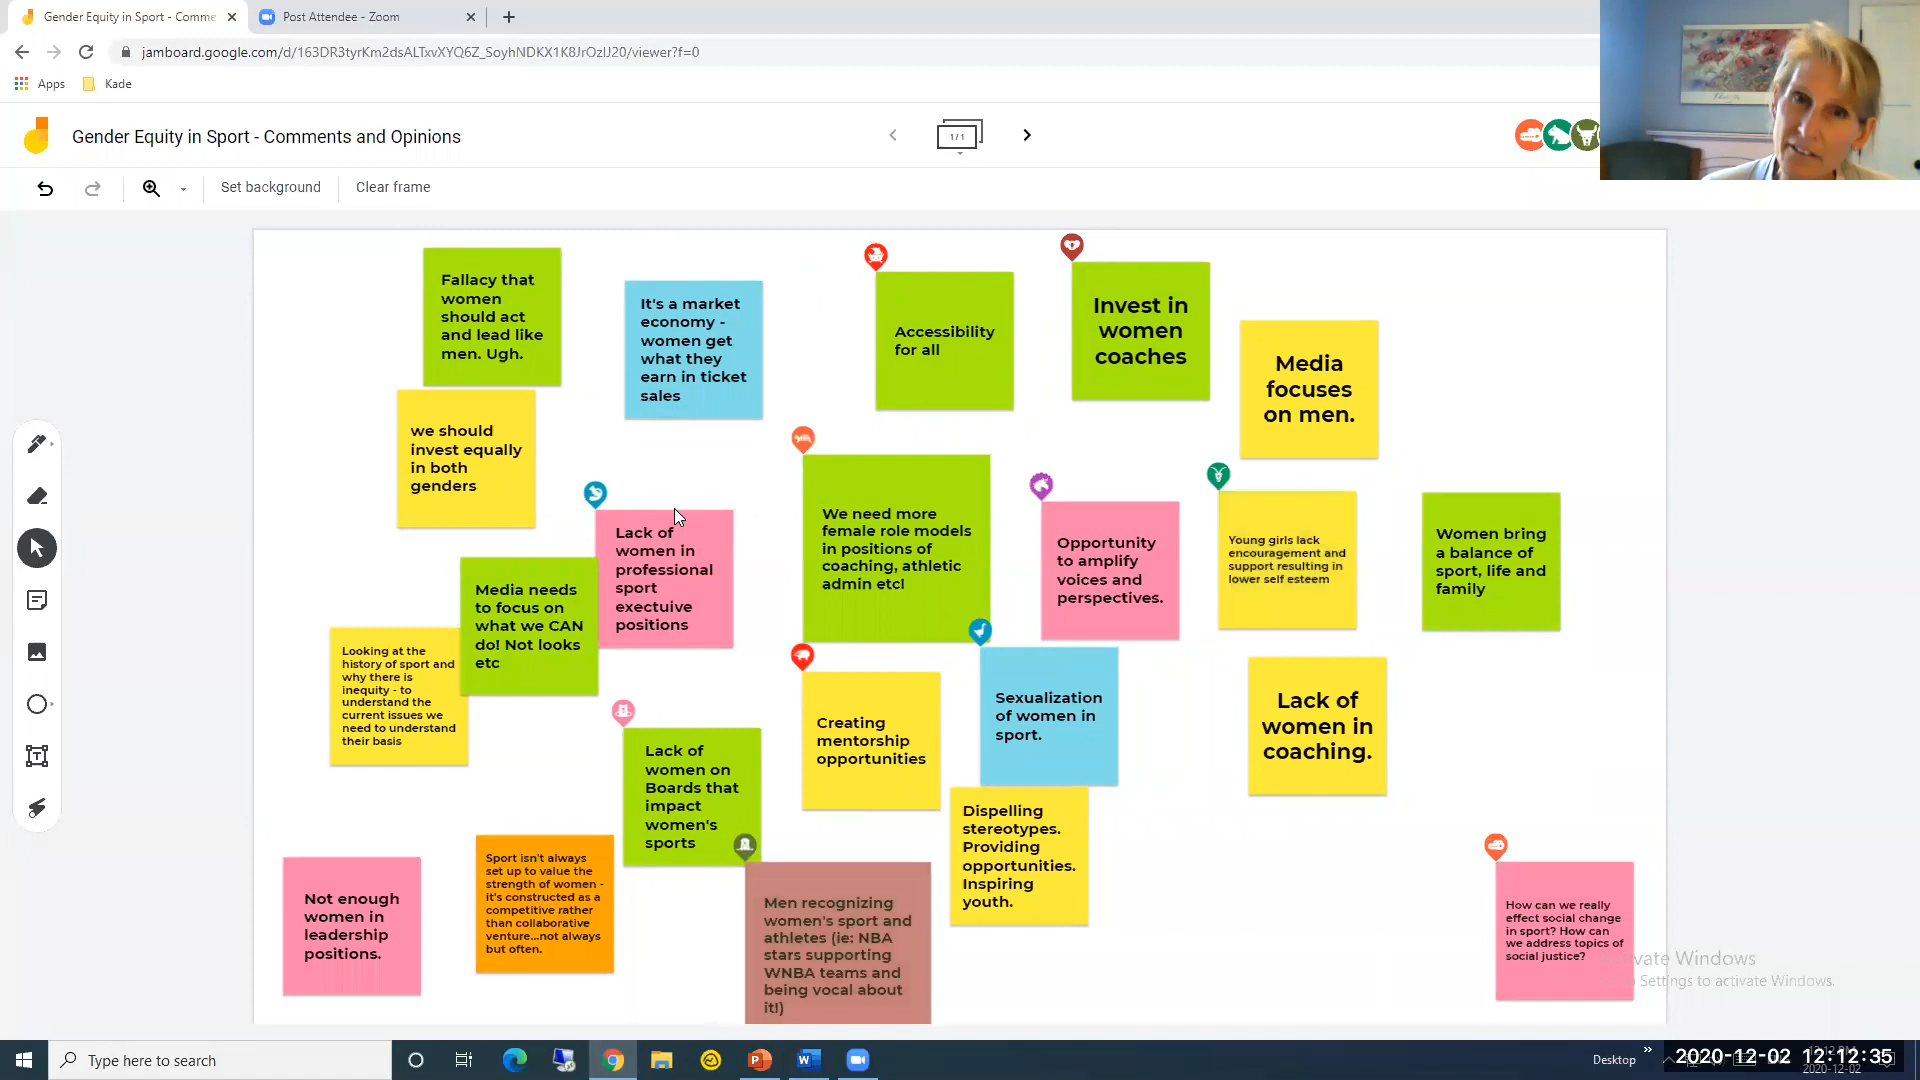 Gender Equity in Sport - Comme
Post Attendee - Zoom
jamboard.google.com/d/163DR3tyrKm2dsALTxvXYQ6Z_SoyhNDKX1K8JrOzIJ20/viewer?f=0
Apps
Kade
Gender Equity in Sport - Comments and Opinions
1 / 1
Set background
Clear frame
Fallacy that
women
should act
and lead like
men. Ugh.
It's a market
economy -
women get
what they
earn in ticket
sales
Accessibility
for all
Invest in
women
coaches
Media
focuses
on men.
we should
invest equally
in both
genders
Lack of
women in
professional
sport
exectuive
positions
We need more
female role models
in positions of
coaching, athletic
admin etc!
Opportunity
to amplify
voices and
perspectives.
Young girls lack
encouragement and
support resulting in
lower self esteem
Women bring
a balance of
sport, life and
family
Media needs
to focus on
what we CAN
do! Not looks
etc
Looking at the
history of sport and
why there is
inequity - to
understand the
current issues we
need to understand
their basis
Lack of
women on
Boards that
impact
women's
sports
Creating
mentorship
opportunities
Sexualization
of women in
sport.
Lack of
women in
coaching.
Dispelling
stereotypes.
Providing
opportunities.
Inspiring
youth.
Not enough
women in
leadership
positions.
Sport isn't always
set up to value the
strength of women -
it's constructed as a
competitive rather
than collaborative
venture...not always
but often.
Men recognizing
women's sport and
athletes (ie: NBA
stars supporting
WNBA teams and
being vocal about
it!)
How can we really
effect social change
in sport? How can
we address topics of
social justice?
Windows
Settings to activate Windows.
Type here to search
Desktop
2020-12-02 12:12:35
2020-12-02